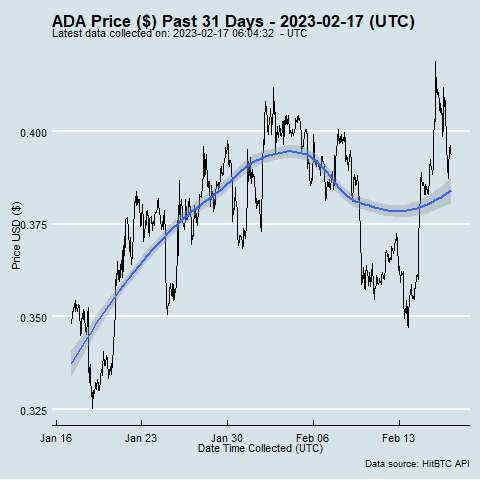 ADA Price ($) Past 31 Days - 2023-02-17 (UTC)
Latest data collected on: 2023-02-17 06:04:32 - UTC
0.400
0.375
0.350
0.325
Price USD ($)
Jan 16 Jan 23 Jan 30 Feb 06 Feb 13
Date Time Collected (UTC)
Data source: HitBTC API